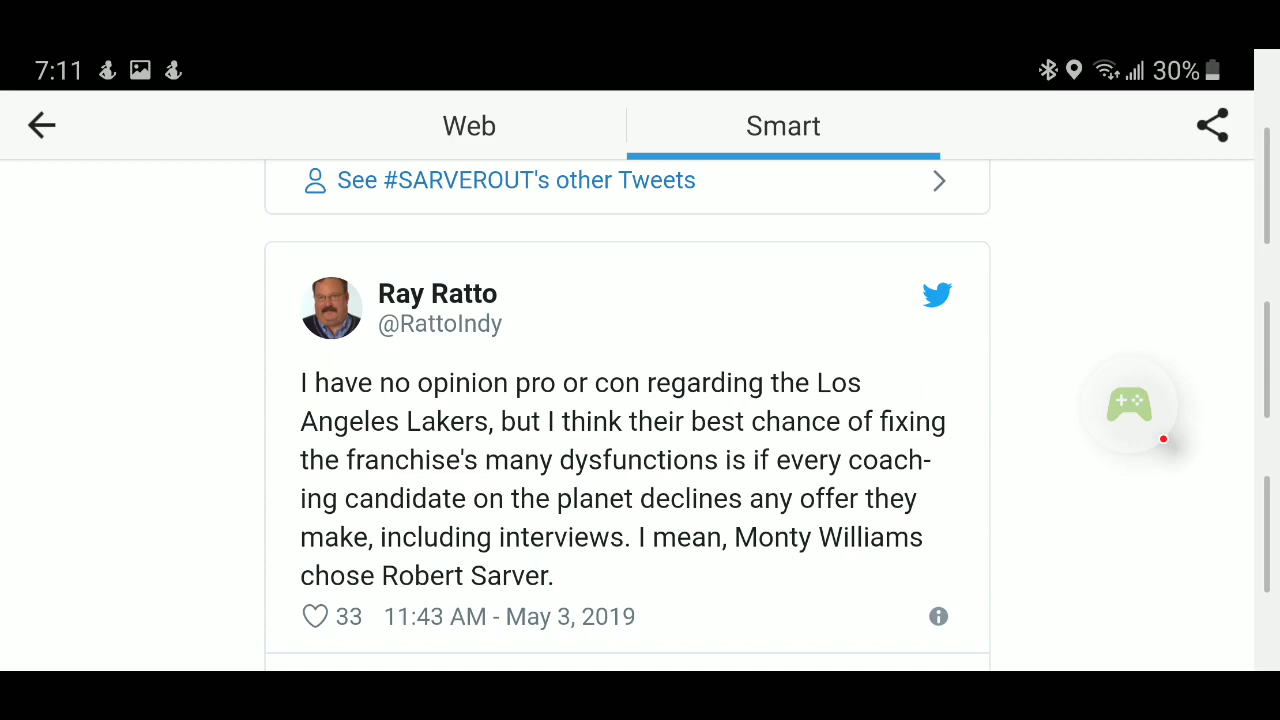 7:11 30%
Web Smart
See #SARVEROUT's other Tweets
Ray Ratto
@RattoIndy
I have no opinion pro or con regarding the Los
Angeles Lakers, but I think their best chance of fixing
the franchise's many dysfunctions is if every coach-
ing candidate on the planet declines any offer they
make, including interviews. I mean, Monty Williams
chose Robert Sarver.
33 11:43 AM - May 3, 2019